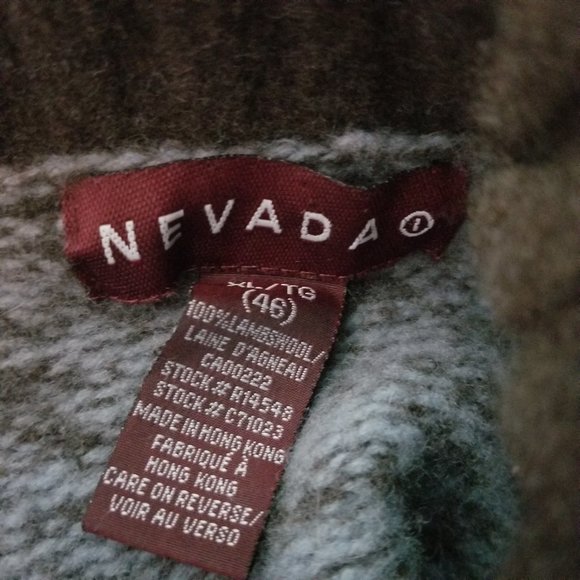 NEVADA
XL/TG
(46)
100%LAMBSWOOL/
LAINE D'AGNEAU
CA00222
STOCK# R14548
STOCK# C71023
MADE IN HONG KONG
FABRIQUÉ À
HONG KONG
CARE ON REVERSE/
VOIR AU VERSO